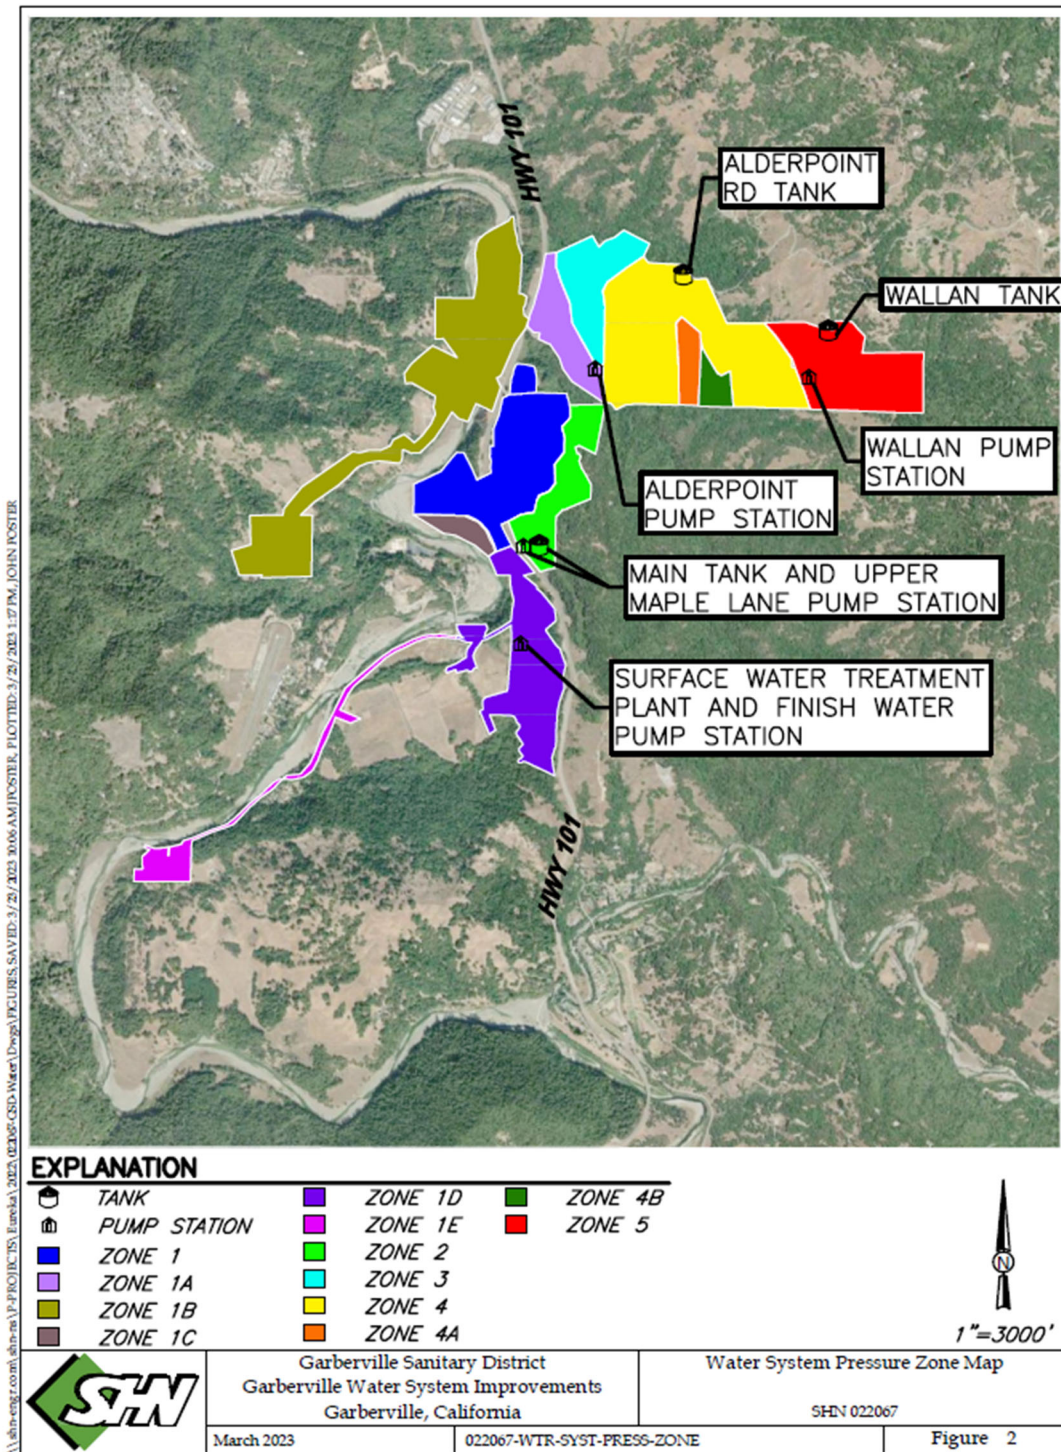 HWY 101
ALDERPOINT
RD TANK
WALLAN TANK
WALLAN PUMP
STATION
ALDERPOINT
PUMP STATION
MAIN TANK AND UPPER
MAPLE LANE PUMP STATION
SURFACE WATER TREATMENT
PLANT AND FINISH WATER
PUMP STATION
HWY 101
EXPLANATION
TANK
PUMP STATION
ZONE 1
ZONE 1A
ZONE 1B
ZONE 1C
ZONE 1D
ZONE 1E
ZONE 2
ZONE 3
ZONE 4
ZONE 4A
ZONE 4B
ZONE 5
N
1"=3000'
SHN
Garberville Sanitary District
Garberville Water System Improvements
Garberville, California
Water System Pressure Zone Map
SHN 022067
March 2023
022067-WTR-SYST-PRESS-ZONE
Figure 2